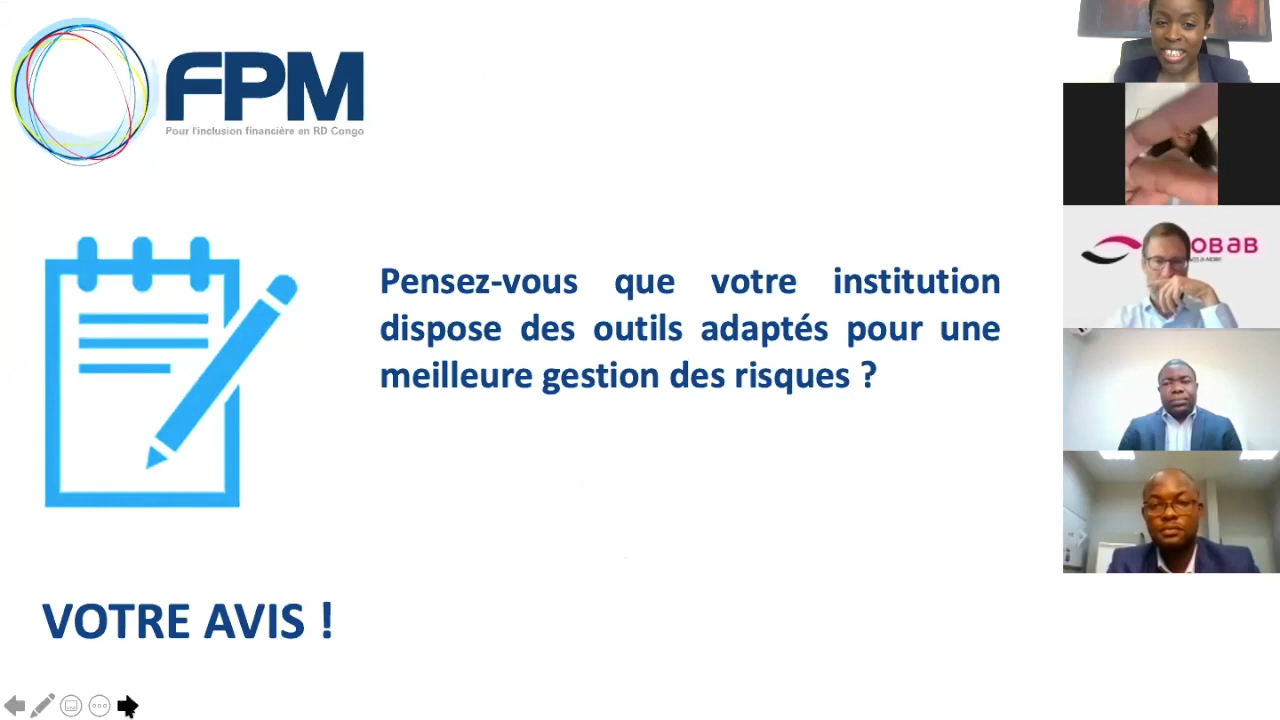 FPM
Pour l'inclusion financière en RD Congo
Pensez-vous que votre institution
dispose des outils adaptés pour une
meilleure gestion des risques ?
VOTRE AVIS !